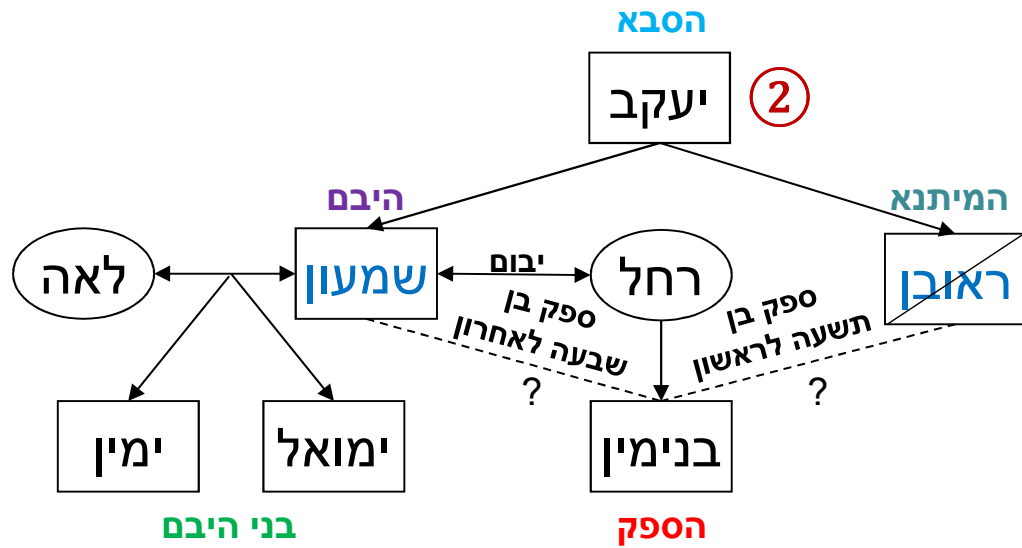 הסבא
יעקב
2
היבם
המיתנא
לאה
שמעון
יבום
רחל
ראובן
ספק בן
שבעה לאחרון
?
ספק בן
תשעה לראשון
?
ימין
ימואל
בנימין
בני היבם
הספק